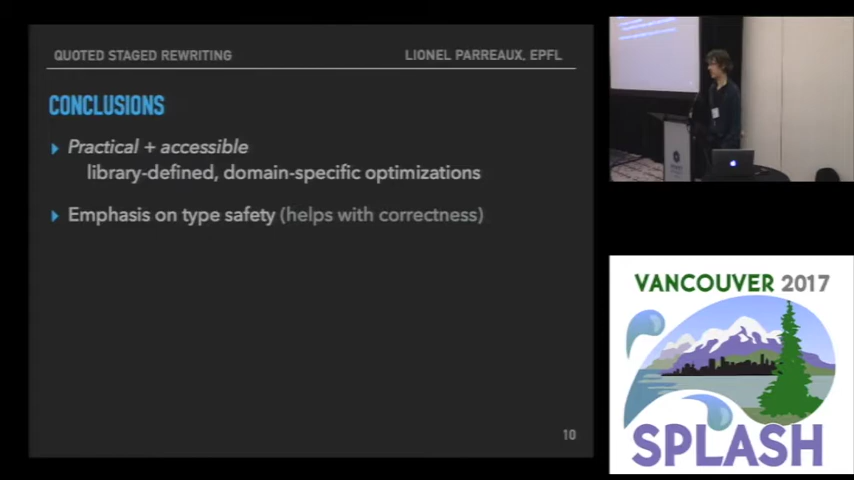 QUOTED STAGED REWRITING
LIONEL PARREAUX, EPFL
CONCLUSIONS
Practical + accessible
library-defined, domain-specific optimizations
Emphasis on type safety (helps with correctness)
10
VANCOUVER 2017
SPLASH